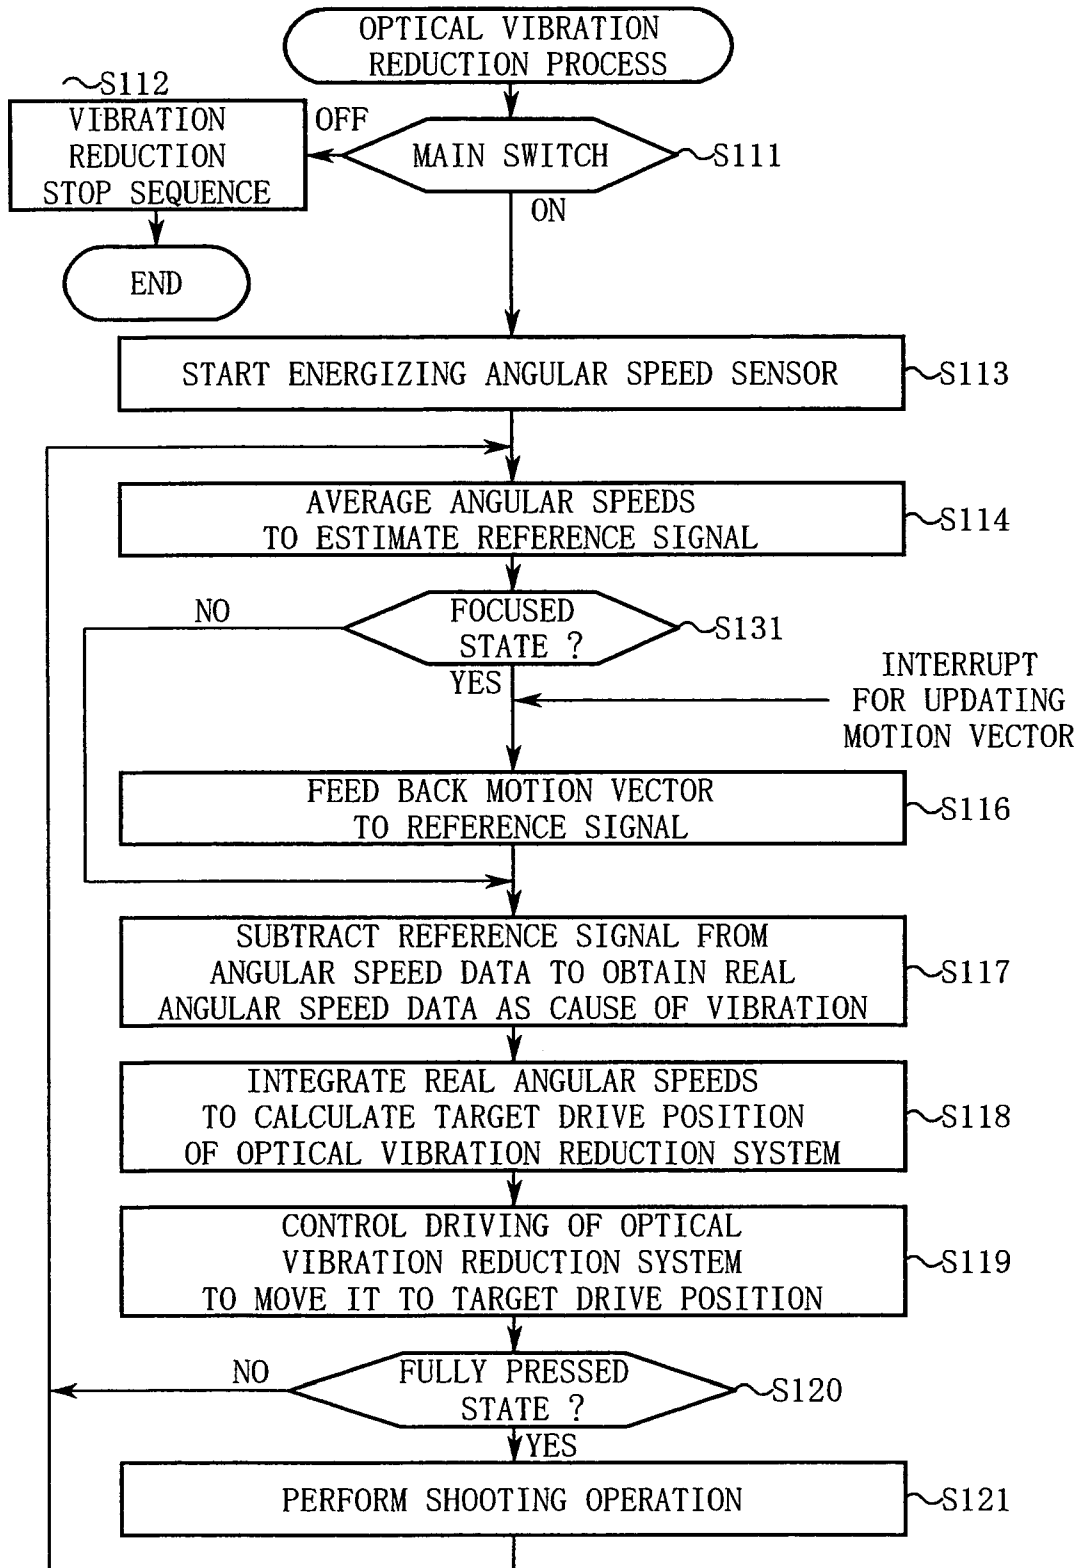 OPTICAL VIBRATION
REDUCTION PROCESS
S112
VIBRATION
REDUCTION
STOP SEQUENCE
OFF
MAIN SWITCH
S111
ON
END
START ENERGIZING ANGULAR SPEED SENSOR
S113
AVERAGE ANGULAR SPEEDS
TO ESTIMATE REFERENCE SIGNAL
S114
NO
FOCUSED
STATE ?
S131
YES
INTERRUPT
FOR UPDATING
MOTION VECTOR
FEED BACK MOTION VECTOR
TO REFERENCE SIGNAL
S116
SUBTRACT REFERENCE SIGNAL FROM
ANGULAR SPEED DATA TO OBTAIN REAL
ANGULAR SPEED DATA AS CAUSE OF VIBRATION
S117
INTEGRATE REAL ANGULAR SPEEDS
TO CALCULATE TARGET DRIVE POSITION
OF OPTICAL VIBRATION REDUCTION SYSTEM
S118
CONTROL DRIVING OF OPTICAL
VIBRATION REDUCTION SYSTEM
TO MOVE IT TO TARGET DRIVE POSITION
S119
NO
FULLY PRESSED
STATE ?
S120
YES
PERFORM SHOOTING OPERATION
S121